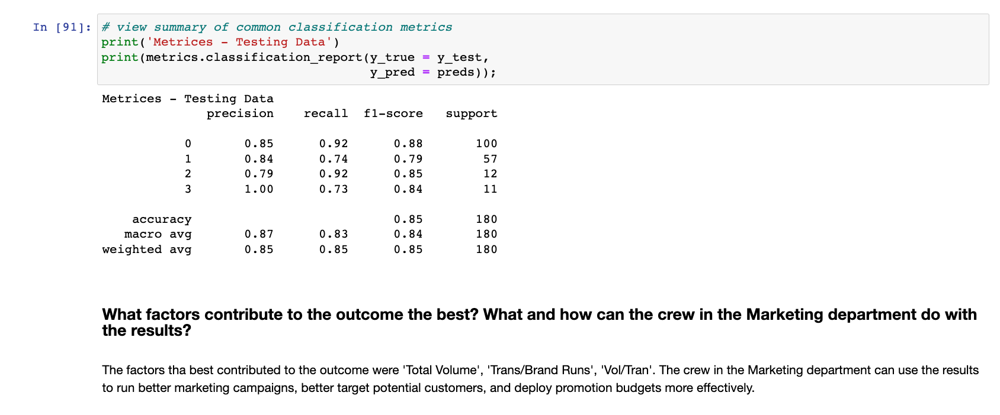 In [91]: # view summary of common classification metrics
print('Metrices - Testing Data')
print(metrics.classification_report(y_true = y_test,
y_pred = preds));
Metrices - Testing Data
precision recall f1-score support
0 0.85 0.92 0.88 100
1 0.84 0.74 0.79 57
2 0.79 0.92 0.85 12
3 1.00 0.73 0.84 11
accuracy 0.85 180
macro avg 0.87 0.83 0.84 180
weighted avg 0.85 0.85 0.85 180
What factors contribute to the outcome the best? What and how can the crew in the Marketing department do with
the results?
The factors tha best contributed to the outcome were 'Total Volume', 'Trans/Brand Runs', 'Vol/Tran'. The crew in the Marketing department can use the results
to run better marketing campaigns, better target potential customers, and deploy promotion budgets more effectively.